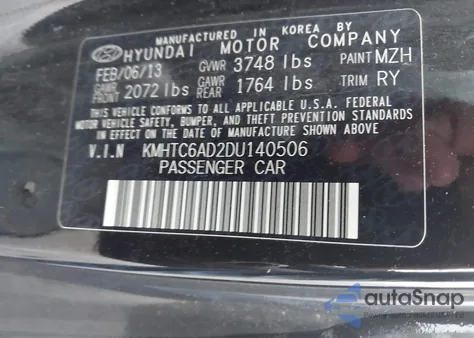 MANUFACTURED IN KOREA BY
HYUNDAI MOTOR COMPANY
FEB/06/13 GVWR 3748 lbs PAINT MZH
GAWR FRONT 2072 lbs GAWR REAR 1764 lbs TRIM RY
THIS VEHICLE CONFORMS TO ALL APPLICABLE U.S.A. FEDERAL
MOTOR VEHICLE SAFETY, BUMPER, AND THEFT PREVENTION STANDARDS
IN EFFECT ON THE DATE OF MANUFACTURE SHOWN ABOVE.
V.I.N KMHTC6AD2DU140506
PASSENGER CAR
autoSnap